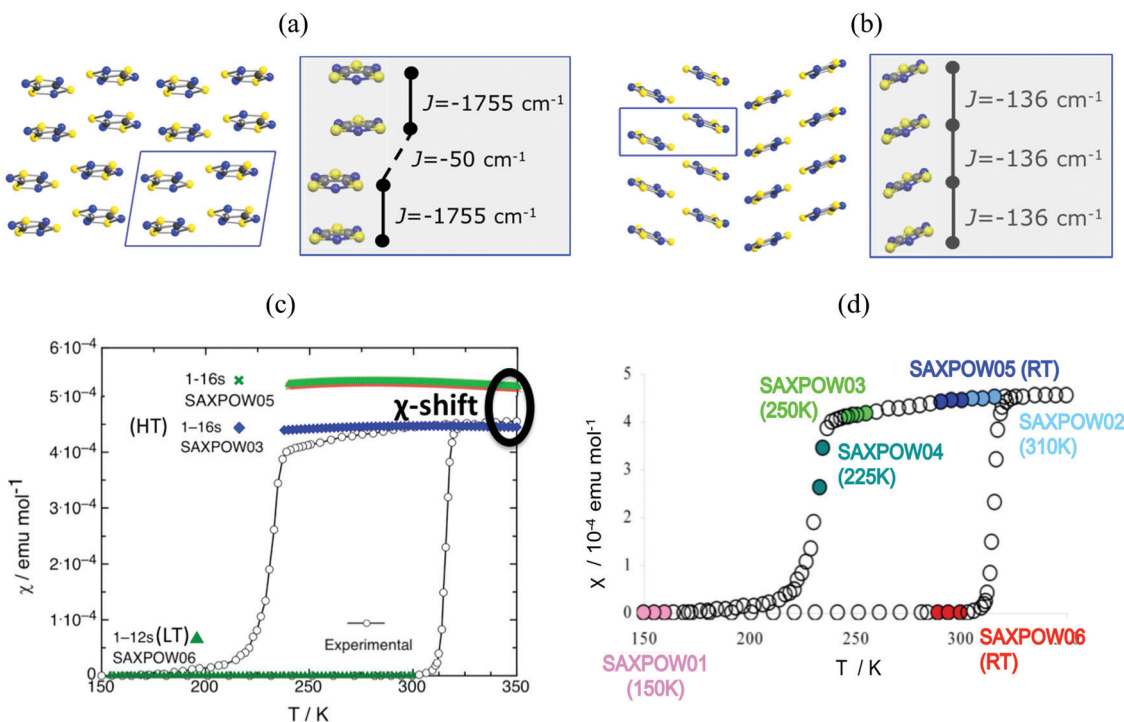 (a)
(b)
J=-1755 cm⁻¹
J=-50 cm⁻¹
J=-1755 cm⁻¹
J=-136 cm⁻¹
J=-136 cm⁻¹
J=-136 cm⁻¹
(c)
(d)
χ / emu mol⁻¹
6·10⁻⁴
5·10⁻⁴
4·10⁻⁴
3·10⁻⁴
2·10⁻⁴
1·10⁻⁴
0
1-16s
SAXPOW05
(HT)
1–16s
SAXPOW03
χ-shift
1–12s (LT)
SAXPOW06
Experimental
150
200
250
300
350
T / K
χ / 10⁻⁴ emu mol⁻¹
5
4
3
2
1
0
SAXPOW03
(250K)
SAXPOW05 (RT)
SAXPOW04
(225K)
SAXPOW02
(310K)
150
200
250
300
SAXPOW01
(150K)
T / K
SAXPOW06
(RT)